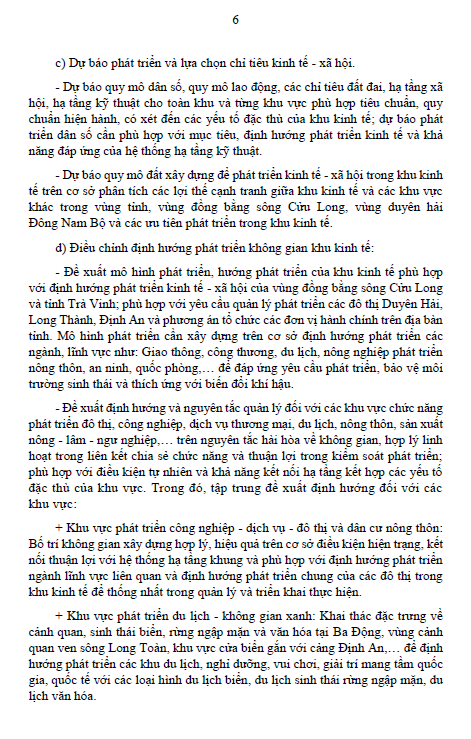 6
c) Dự báo phát triển và lựa chọn chỉ tiêu kinh tế - xã hội.
- Dự báo quy mô dân số, quy mô lao động, các chỉ tiêu đất đai, hạ tầng xã
hội, hạ tầng kỹ thuật cho toàn khu và từng khu vực phù hợp tiêu chuẩn, quy
chuẩn hiện hành, có xét đến các yếu tố đặc thù của khu kinh tế; dự báo phát
triển dân số cần phù hợp với mục tiêu, định hướng phát triển kinh tế và khả
năng đáp ứng của hệ thống hạ tầng kỹ thuật.
- Dự báo quy mô đất xây dựng để phát triển kinh tế - xã hội trong khu kinh
tế trên cơ sở phân tích các lợi thế cạnh tranh giữa khu kinh tế và các khu vực
khác trong vùng tỉnh, vùng đồng bằng sông Cửu Long, vùng duyên hải
Đông Nam Bộ và các ưu tiên phát triển trong khu kinh tế.
d) Điều chỉnh định hướng phát triển không gian khu kinh tế:
- Đề xuất mô hình phát triển, hướng phát triển của khu kinh tế phù hợp
với định hướng phát triển kinh tế - xã hội của vùng đồng bằng sông Cửu Long
và tỉnh Trà Vinh; phù hợp với yêu cầu quản lý phát triển các đô thị Duyên Hải,
Long Thành, Định An và phương án tổ chức các đơn vị hành chính trên địa bàn
tỉnh. Mô hình phát triển cần xây dựng trên cơ sở định hướng phát triển các
ngành, lĩnh vực như: Giao thông, công thương, du lịch, nông nghiệp phát triển
nông thôn, an ninh, quốc phòng,… để đáp ứng yêu cầu phát triển, bảo vệ môi
trường sinh thái và thích ứng với biến đổi khí hậu.
- Đề xuất định hướng và nguyên tắc quản lý đối với các khu vực chức năng
phát triển đô thị, công nghiệp, dịch vụ thương mại, du lịch, nông thôn, sản xuất
nông - lâm - ngư nghiệp,… trên nguyên tắc hài hòa về không gian, hợp lý linh
hoạt trong liên kết chia sẻ chức năng và thuận lợi trong kiểm soát phát triển;
phù hợp với điều kiện tự nhiên và khả năng kết nối hạ tầng kết hợp các yếu tố
đặc thù của khu vực. Trong đó, tập trung đề xuất định hướng đối với các
khu vực:
+ Khu vực phát triển công nghiệp - dịch vụ - đô thị và dân cư nông thôn:
Bố trí không gian xây dựng hợp lý, hiệu quả trên cơ sở điều kiện hiện trạng, kết
nối thuận lợi với hệ thống hạ tầng khung và phù hợp với định hướng phát triển
ngành lĩnh vực liên quan và định hướng phát triển chung của các đô thị trong
khu kinh tế để thống nhất trong quản lý và triển khai thực hiện.
+ Khu vực phát triển du lịch - không gian xanh: Khai thác đặc trưng về
cảnh quan, sinh thái biển, rừng ngập mặn và văn hóa tại Ba Động, vùng cảnh
quan ven sông Long Toàn, khu vực cửa biển gắn với cảng Định An,… để định
hướng phát triển các khu du lịch, nghỉ dưỡng, vui chơi, giải trí mang tầm quốc
gia, quốc tế với các loại hình du lịch biển, du lịch sinh thái rừng ngập mặn, du
lịch văn hóa.